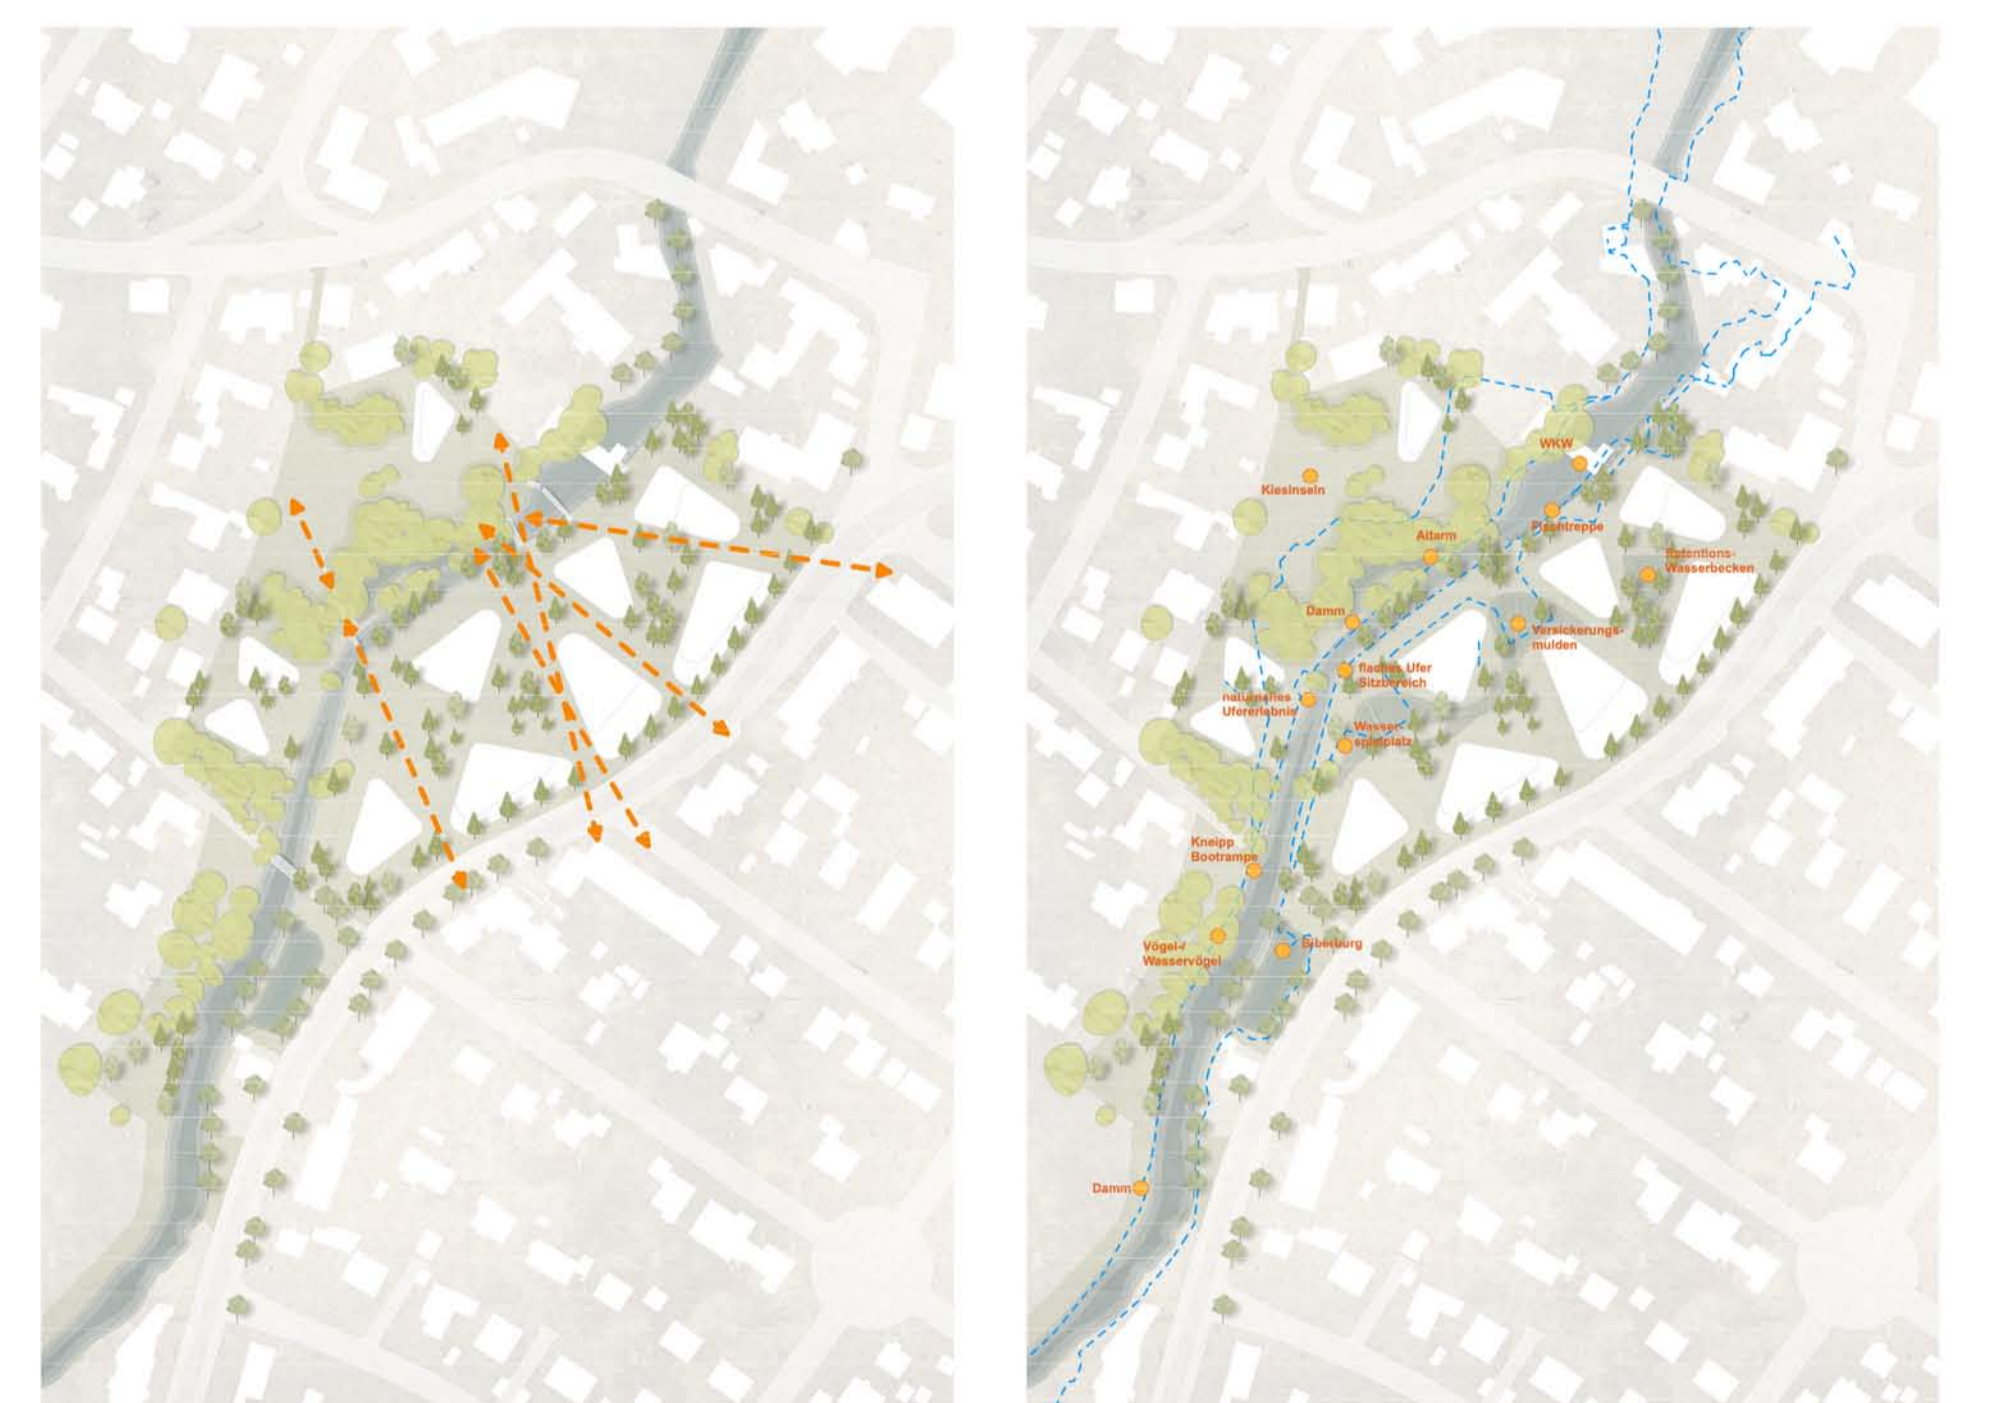 WKW
Kiesinseln
Fischtreppe
Altarm
Retentions-
Wasserbecken
Damm
Versickerungs-
mulden
flaches Ufer
Sitzbereich
naturnahes
Ufererlebnis
Wasser-
spielplatz
Kneipp
Bootrampe
Vögel-/
Wasservögel
Biberburg
Damm